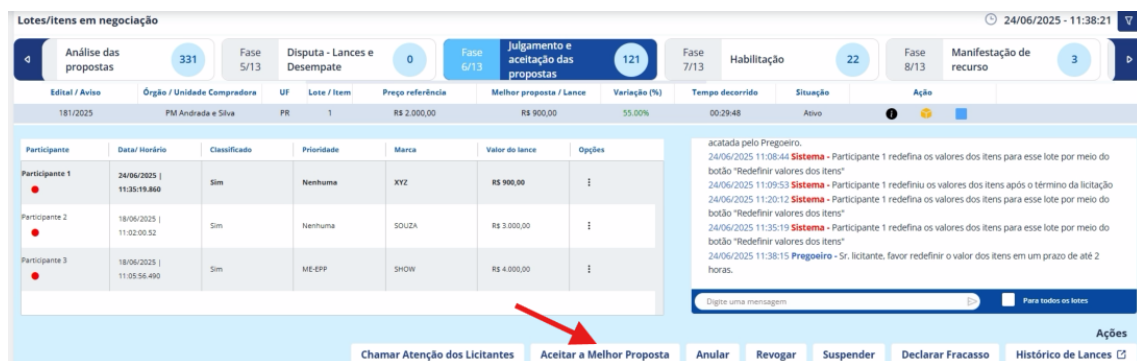 Lotes/itens em negociação
24/06/2025 - 11:38:21
Análise das
propostas
331
Fase
5/13
Disputa - Lances e
Desempate
0
Fase
6/13
Julgamento e
aceitação das
propostas
121
Fase
7/13
Habilitação
22
Fase
8/13
Manifestação de
recurso
3
Edital / Aviso Órgão / Unidade Compradora UF Lote / Item Preço referência Melhor proposta / Lance Variação (%) Tempo decorrido Situação Ação
181/2025 PM Andrada e Silva PR 1 R$ 2.000,00 R$ 900,00 55.00% 00:29:48 Ativo
Participante Data/ Horário Classificado Prioridade Marca Valor do lance Opções
Participante 1 24/06/2025 |
11:35:19.860 Sim Nenhuma XYZ R$ 900,00
Participante 2 18/06/2025 |
11:02:00.52 Sim Nenhuma SOUZA R$ 3.000,00
Participante 3 18/06/2025 |
11:05:56.490 Sim ME-EPP SHOW R$ 4.000,00
acatada pelo Pregoeiro.
24/06/2025 11:08:44 Sistema - Participante 1 redefina os valores dos itens para esse lote por meio do
botão "Redefinir valores dos itens"
24/06/2025 11:09:53 Sistema - Participante 1 redefiniu os valores dos itens após o término da licitação
24/06/2025 11:20:12 Sistema - Participante 1 redefina os valores dos itens para esse lote por meio do
botão "Redefinir valores dos itens"
24/06/2025 11:35:19 Sistema - Participante 1 redefina os valores dos itens para esse lote por meio do
botão "Redefinir valores dos itens"
24/06/2025 11:38:15 Pregoeiro - Sr. licitante, favor redefinir o valor dos itens em um prazo de até 2
horas.
Digite uma mensagem
Para todos os lotes
Ações
Chamar Atenção dos Licitantes Aceitar a Melhor Proposta Anular Revogar Suspender Declarar Fracasso Histórico de Lances